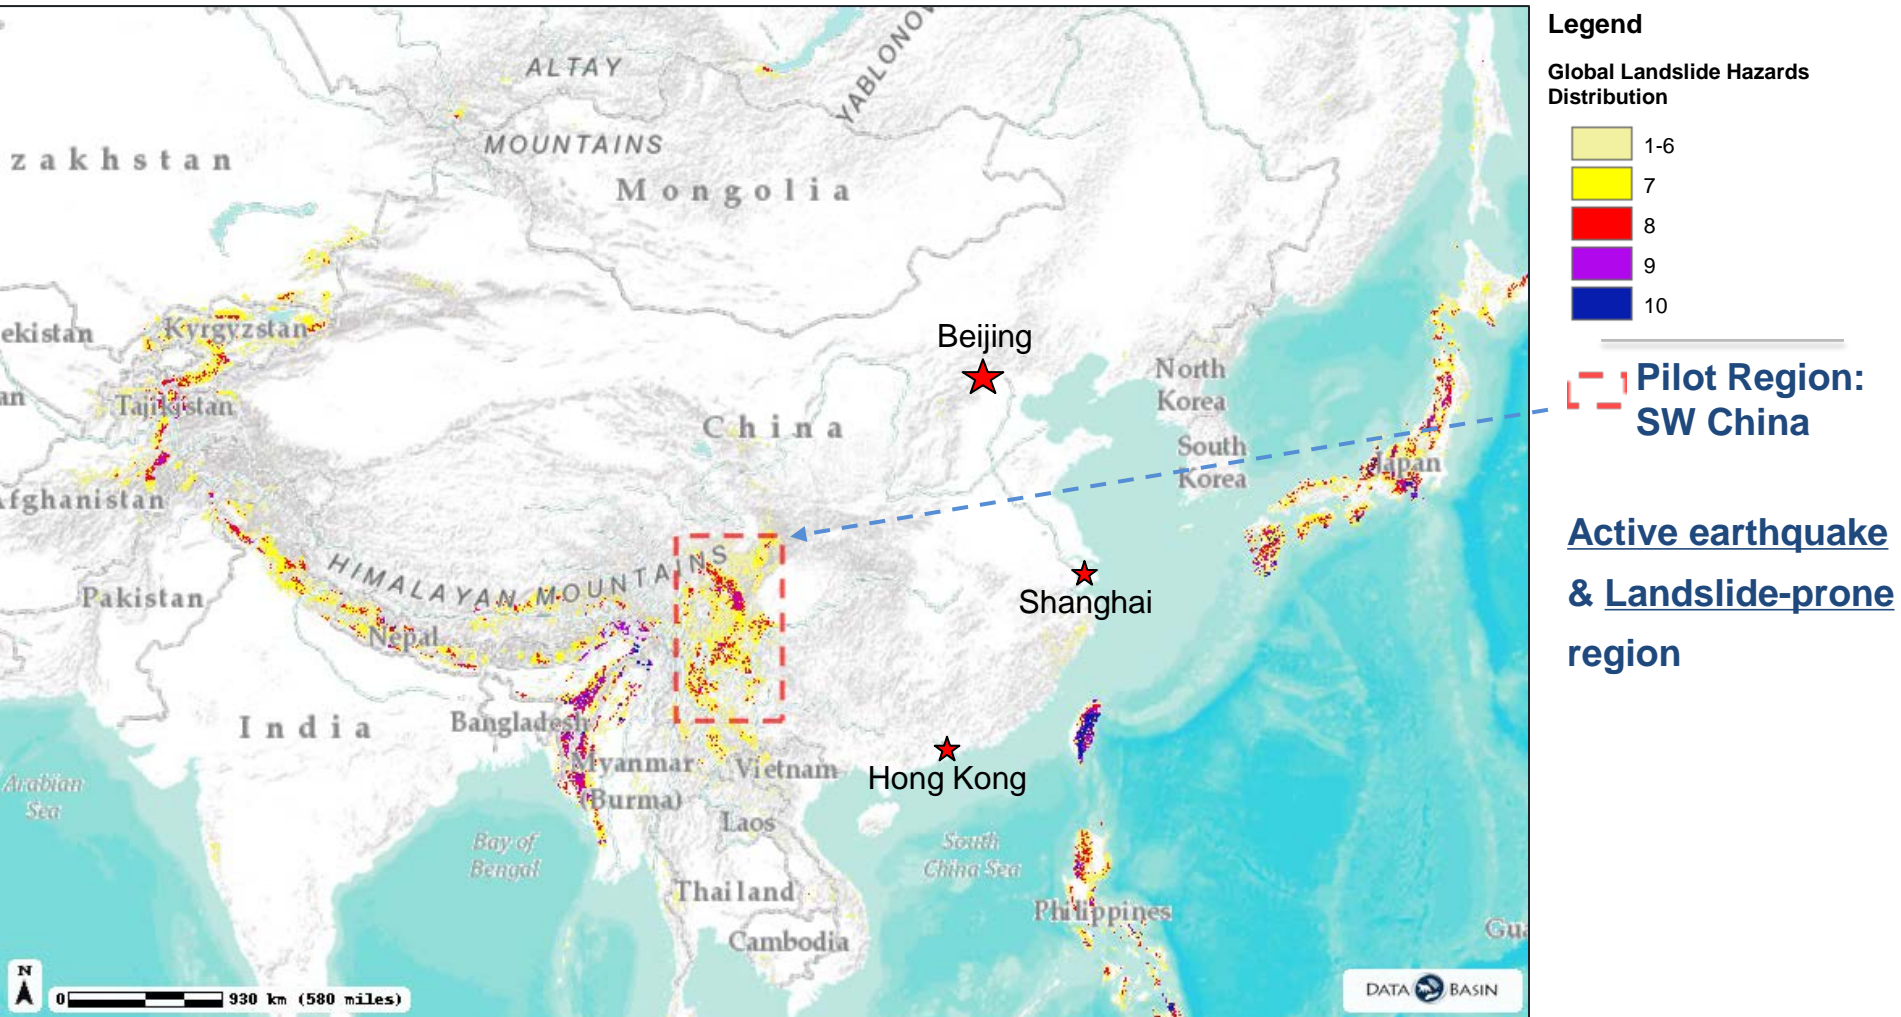 ALTAY
MOUNTAINS
YABLONOV
zakhstan
Mongolia
ekistan
Kyrgyzstan
an
Tajikistan
Afghanistan
Beijing
North
Korea
South
Korea
Japan
China
Pakistan
HIMALAYAN MOUNTAINS
Nepal
Shanghai
India
Bangladesh
Myanmar
(Burma)
Vietnam
Hong Kong
Laos
Arabian
Sea
Bay of
Bengal
South
China Sea
Thailand
Cambodia
Philippines
Gua
N
0 930 km (580 miles)
DATA BASIN
Legend
Global Landslide Hazards
Distribution
1-6
7
8
9
10
Pilot Region:
SW China
Active earthquake
& Landslide-prone
region